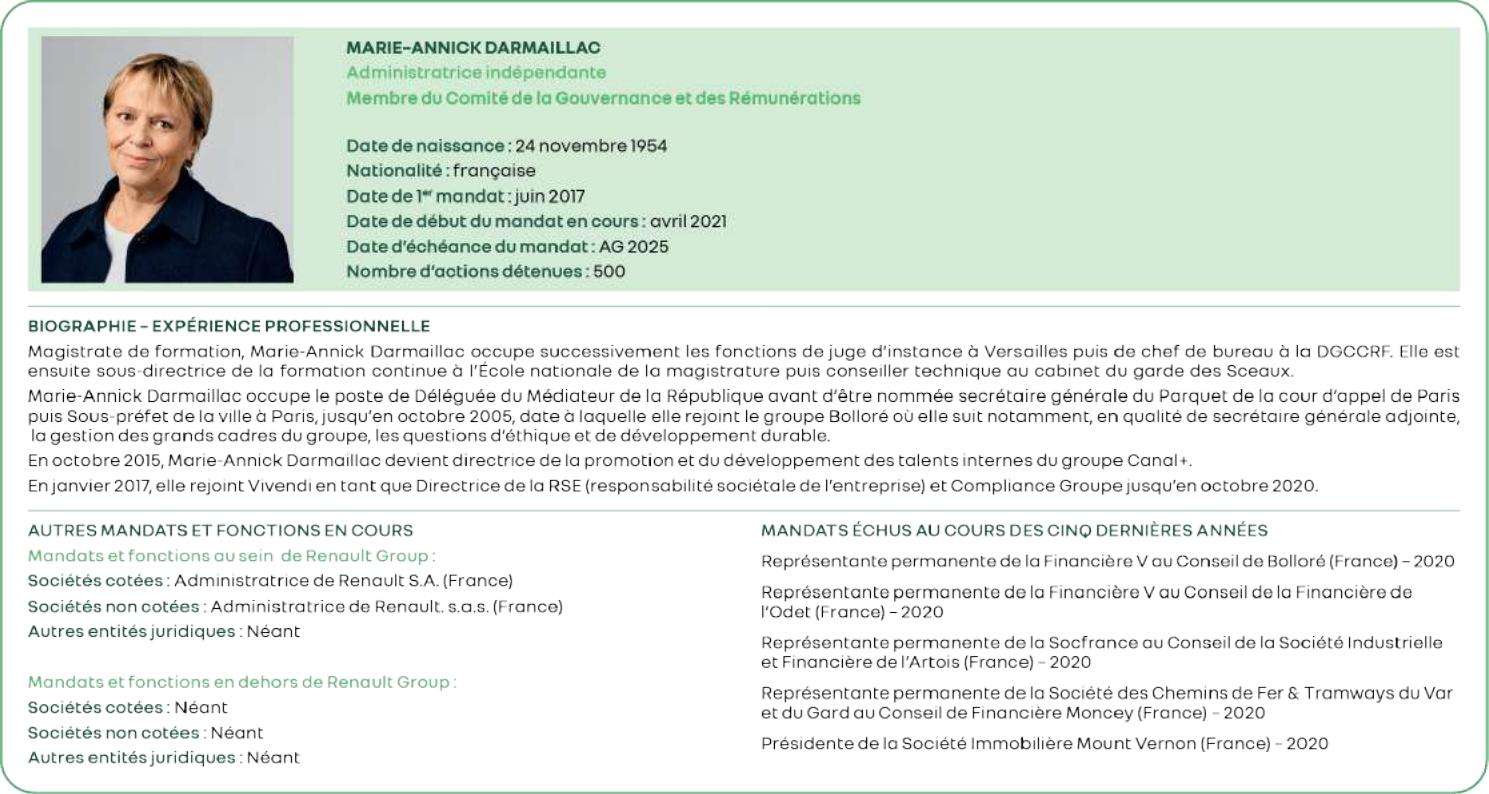 MARIE-ANNICK DARMAILLAC
Administratrice indépendante
Membre du Comité de la Gouvernance et des Rémunérations
Date de naissance : 24 novembre 1954
Nationalité : française
Date de 1er mandat : juin 2017
Date de début du mandat en cours : avril 2021
Date d'échéance du mandat : AG 2025
Nombre d'actions détenues : 500
BIOGRAPHIE – EXPÉRIENCE PROFESSIONNELLE
Magistrate de formation, Marie-Annick Darmaillac occupe successivement les fonctions de juge d'instance à Versailles puis de chef de bureau à la DGCCRF. Elle est
ensuite sous-directrice de la formation continue à l'École nationale de la magistrature puis conseiller technique au cabinet du garde des Sceaux.
Marie-Annick Darmaillac occupe le poste de Déléguée du Médiateur de la République avant d'être nommée secrétaire générale du Parquet de la cour d'appel de Paris
puis Sous-préfet de la ville à Paris, jusqu'en octobre 2005, date à laquelle elle rejoint le groupe Bolloré où elle suit notamment, en qualité de secrétaire générale adjointe,
la gestion des grands cadres du groupe, les questions d'éthique et de développement durable.
En octobre 2015, Marie-Annick Darmaillac devient directrice de la promotion et du développement des talents internes du groupe Canal+.
En janvier 2017, elle rejoint Vivendi en tant que Directrice de la RSE (responsabilité sociétale de l'entreprise) et Compliance Groupe jusqu'en octobre 2020.
AUTRES MANDATS ET FONCTIONS EN COURS
Mandats et fonctions au sein de Renault Group :
Sociétés cotées : Administratrice de Renault S.A. (France)
Sociétés non cotées : Administratrice de Renault. s.a.s. (France)
Autres entités juridiques : Néant
Mandats et fonctions en dehors de Renault Group :
Sociétés cotées : Néant
Sociétés non cotées : Néant
Autres entités juridiques : Néant
MANDATS ÉCHUS AU COURS DES CINQ DERNIÈRES ANNÉES
Représentante permanente de la Financière V au Conseil de Bolloré (France) – 2020
Représentante permanente de la Financière V au Conseil de la Financière de
l'Odet (France) – 2020
Représentante permanente de la Socfrance au Conseil de la Société Industrielle
et Financière de l'Artois (France) – 2020
Représentante permanente de la Société des Chemins de Fer & Tramways du Var
et du Gard au Conseil de Financière Moncey (France) – 2020
Présidente de la Société Immobilière Mount Vernon (France) – 2020